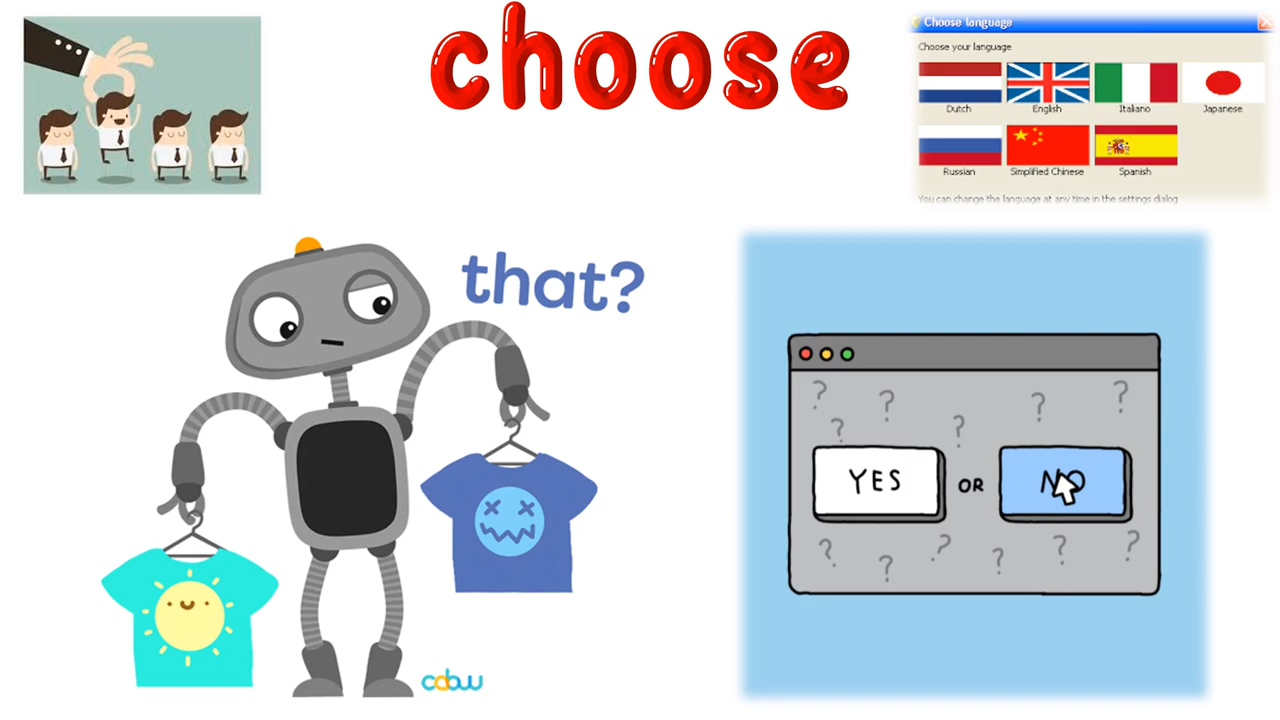 choose
Choose language
Choose your language
Dutch
English
Italiano
Japanese
Russian
Simplified Chinese
Spanish
You can change the language at any time in the settings dialog
that?
? ? ? ?
? ?
YES OR NO
? ? ? ? ? ?
cabuu